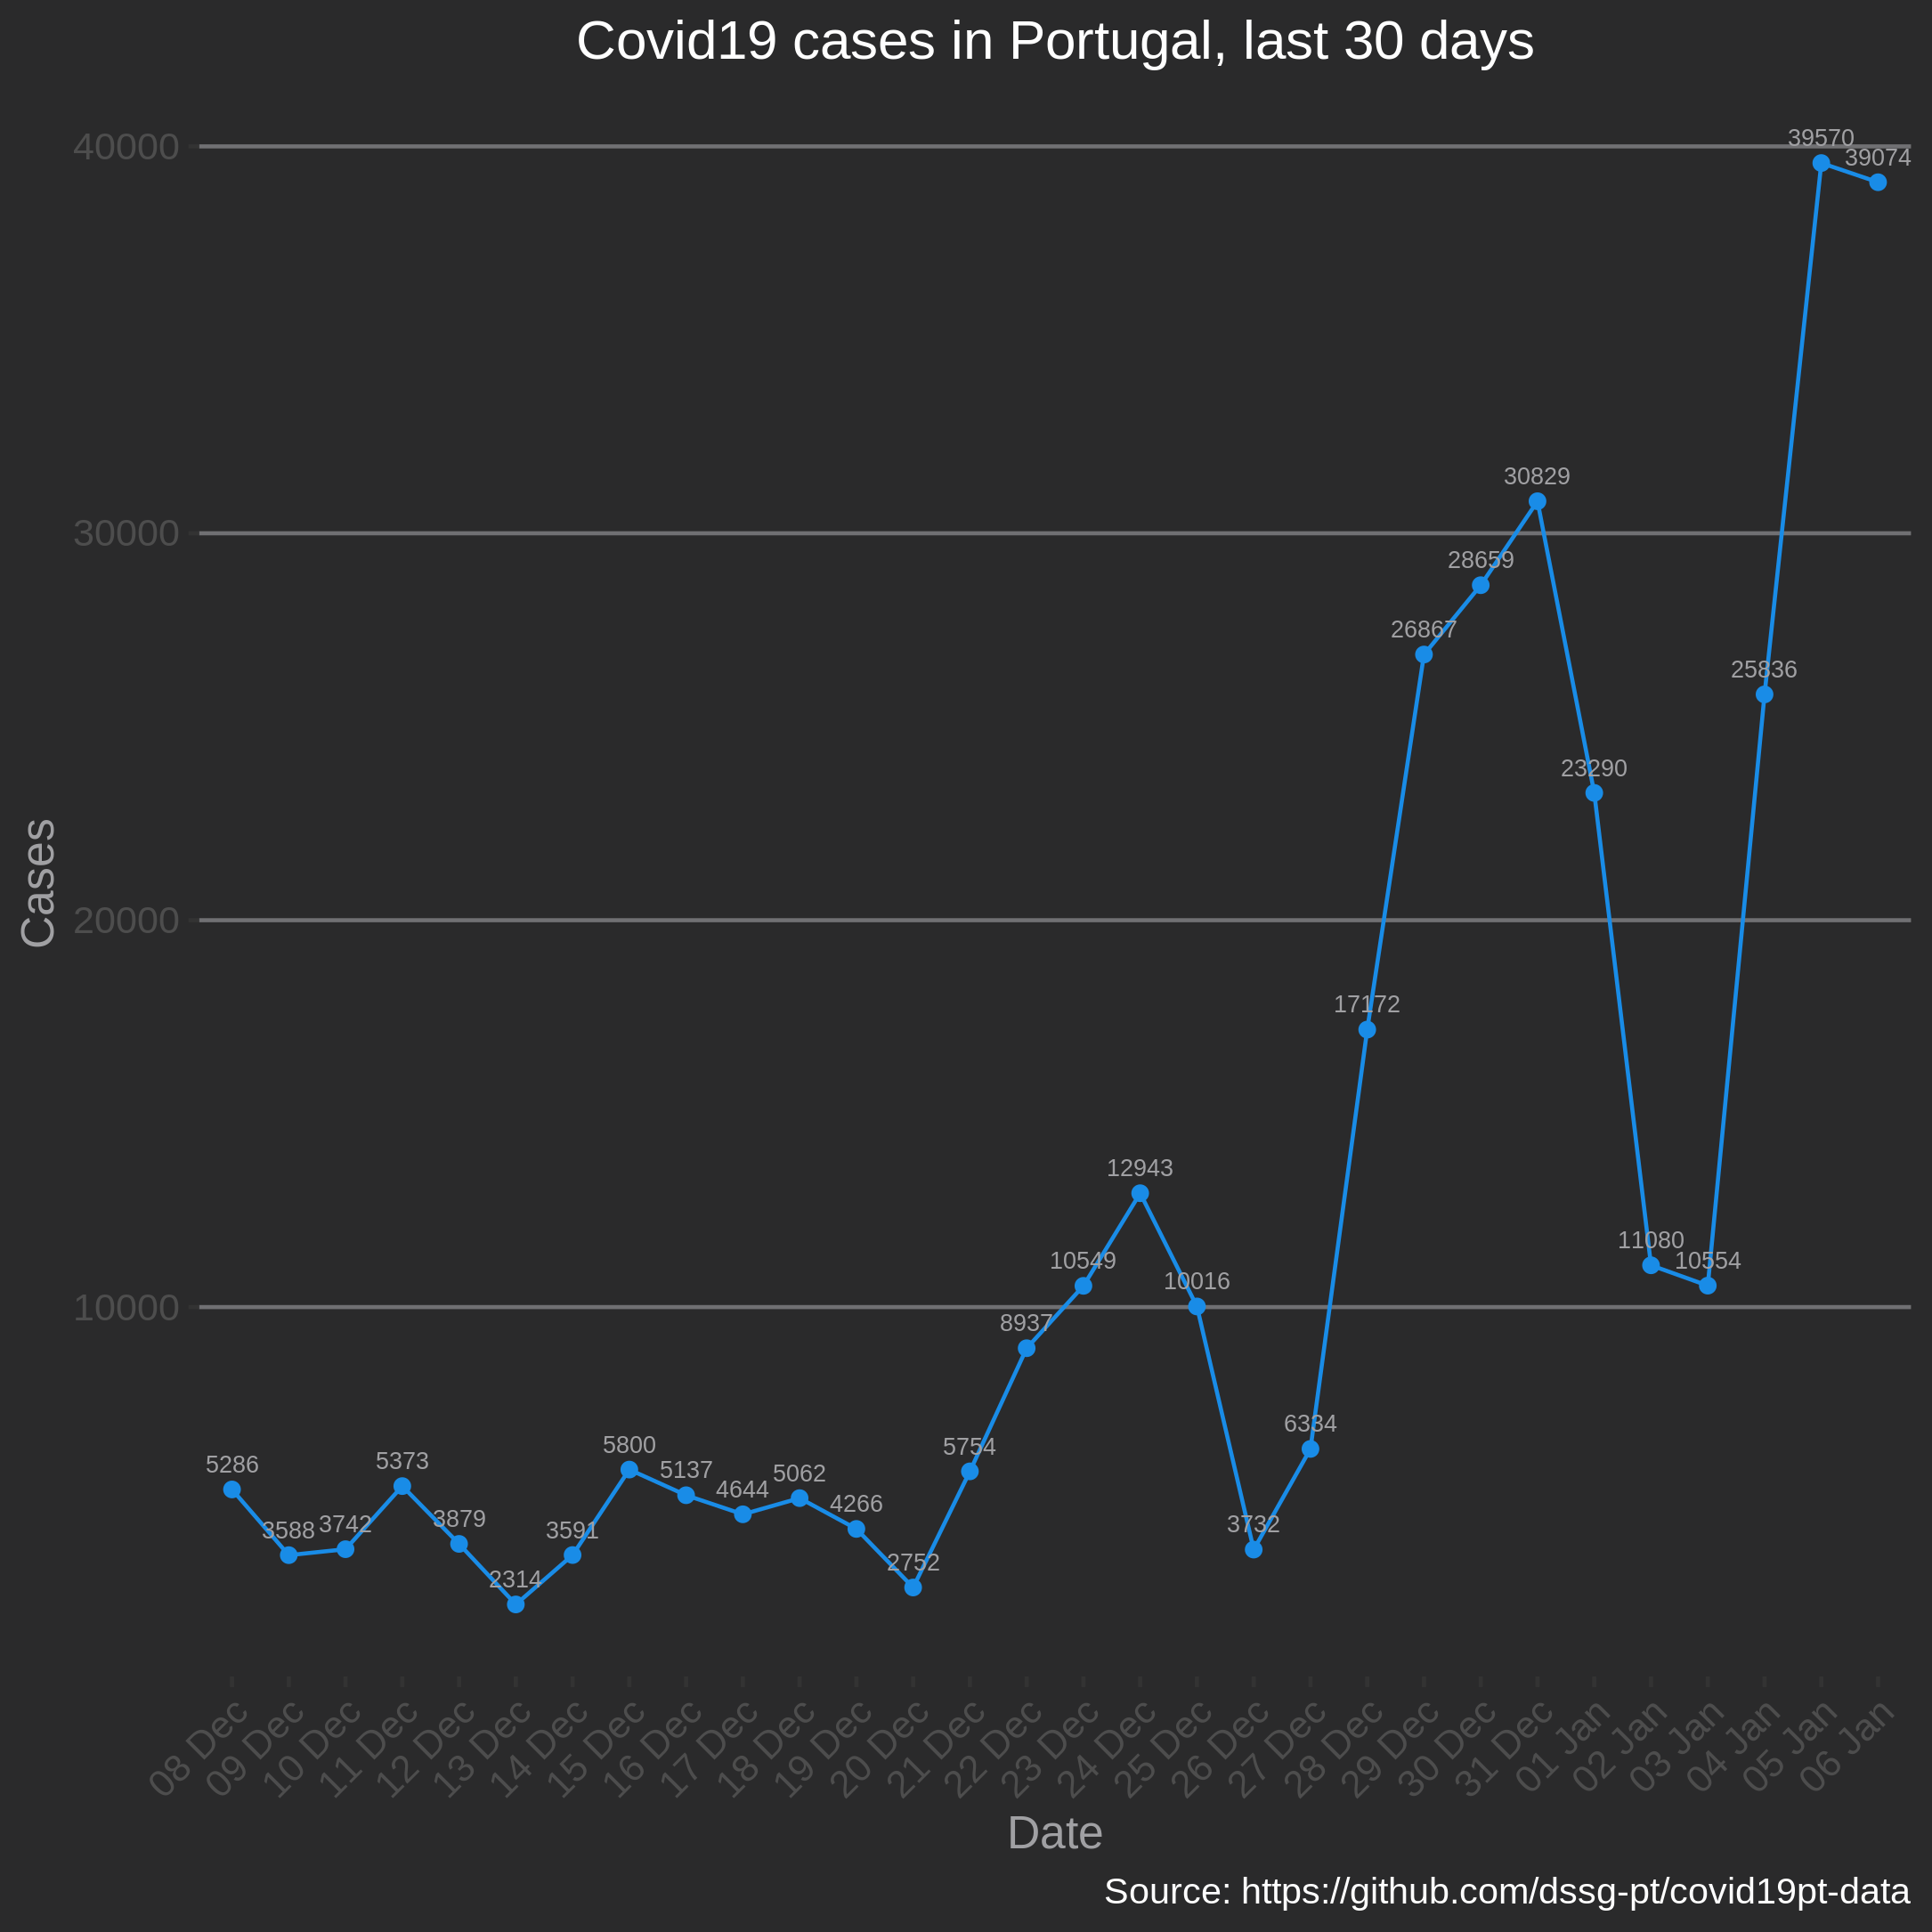 Covid19 cases in Portugal, last 30 days
40000
30000
20000
10000
Cases
5286
3588
3742
5373
3879
2314
3591
5800
5137
4644
5062
4266
2752
5754
8937
10549
12943
10016
3732
6334
17172
26867
28659
30829
23290
11080
10554
25836
39570
39074
08 Dec
09 Dec
10 Dec
11 Dec
12 Dec
13 Dec
14 Dec
15 Dec
16 Dec
17 Dec
18 Dec
19 Dec
20 Dec
21 Dec
22 Dec
23 Dec
24 Dec
25 Dec
26 Dec
27 Dec
28 Dec
29 Dec
30 Dec
31 Dec
01 Jan
02 Jan
03 Jan
04 Jan
05 Jan
06 Jan
Date
Source: https://github.com/dssg-pt/covid19pt-data